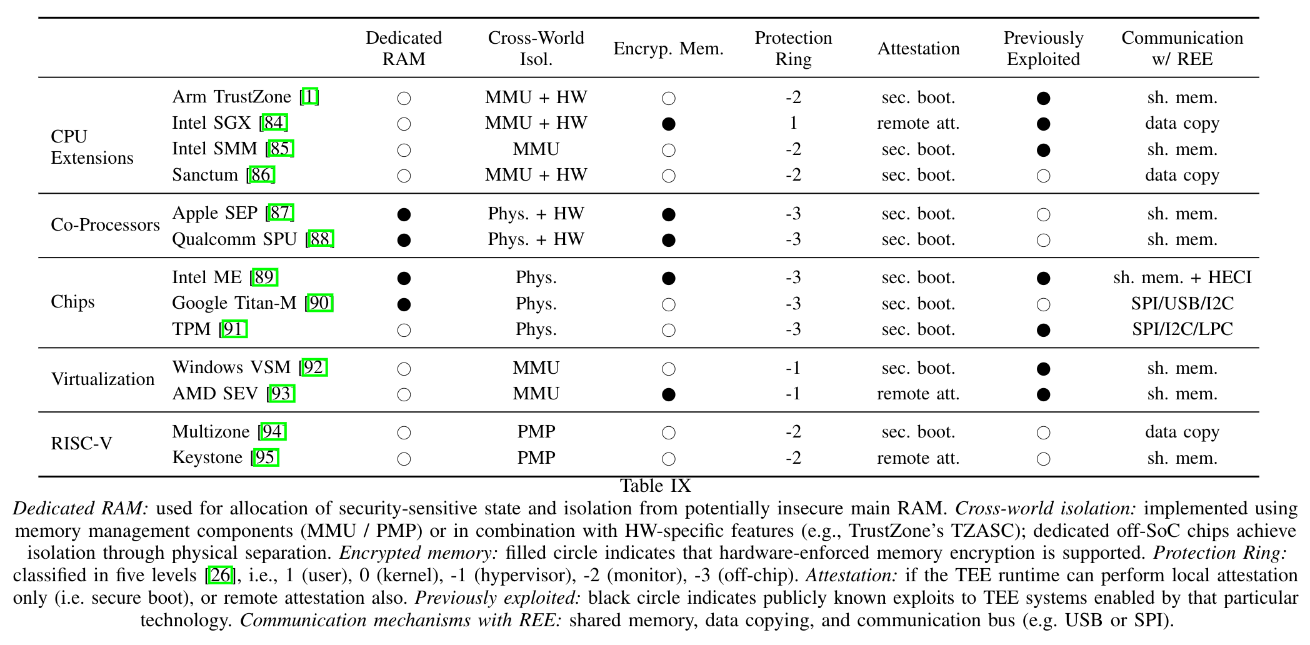 Dedicated RAM Cross-World Isol. Encryp. Mem. Protection Ring Attestation Previously Exploited Communication w/ REE
CPU Extensions
Arm TrustZone [1] ○ MMU + HW ○ -2 sec. boot. ● sh. mem.
Intel SGX [84] ○ MMU + HW ● 1 remote att. ● data copy
Intel SMM [85] ○ MMU ○ -2 sec. boot. ● sh. mem.
Sanctum [86] ○ MMU + HW ○ -2 sec. boot. ○ data copy
Co-Processors
Apple SEP [87] ● Phys. + HW ● -3 sec. boot. ○ sh. mem.
Qualcomm SPU [88] ● Phys. + HW ● -3 sec. boot. ○ sh. mem.
Chips
Intel ME [89] ● Phys. ● -3 sec. boot. ● sh. mem. + HECI
Google Titan-M [90] ● Phys. ○ -3 sec. boot. ○ SPI/USB/I2C
TPM [91] ○ Phys. ○ -3 sec. boot. ● SPI/I2C/LPC
Virtualization
Windows VSM [92] ○ MMU ○ -1 sec. boot. ● sh. mem.
AMD SEV [93] ○ MMU ● -1 remote att. ● sh. mem.
RISC-V
Multizone [94] ○ PMP ○ -2 sec. boot. ○ data copy
Keystone [95] ○ PMP ○ -2 remote att. ○ sh. mem.
Table IX
Dedicated RAM: used for allocation of security-sensitive state and isolation from potentially insecure main RAM. Cross-world isolation: implemented using
memory management components (MMU / PMP) or in combination with HW-specific features (e.g., TrustZone's TZASC); dedicated off-SoC chips achieve
isolation through physical separation. Encrypted memory: filled circle indicates that hardware-enforced memory encryption is supported. Protection Ring:
classified in five levels [26], i.e., 1 (user), 0 (kernel), -1 (hypervisor), -2 (monitor), -3 (off-chip). Attestation: if the TEE runtime can perform local attestation
only (i.e. secure boot), or remote attestation also. Previously exploited: black circle indicates publicly known exploits to TEE systems enabled by that particular
technology. Communication mechanisms with REE: shared memory, data copying, and communication bus (e.g. USB or SPI).